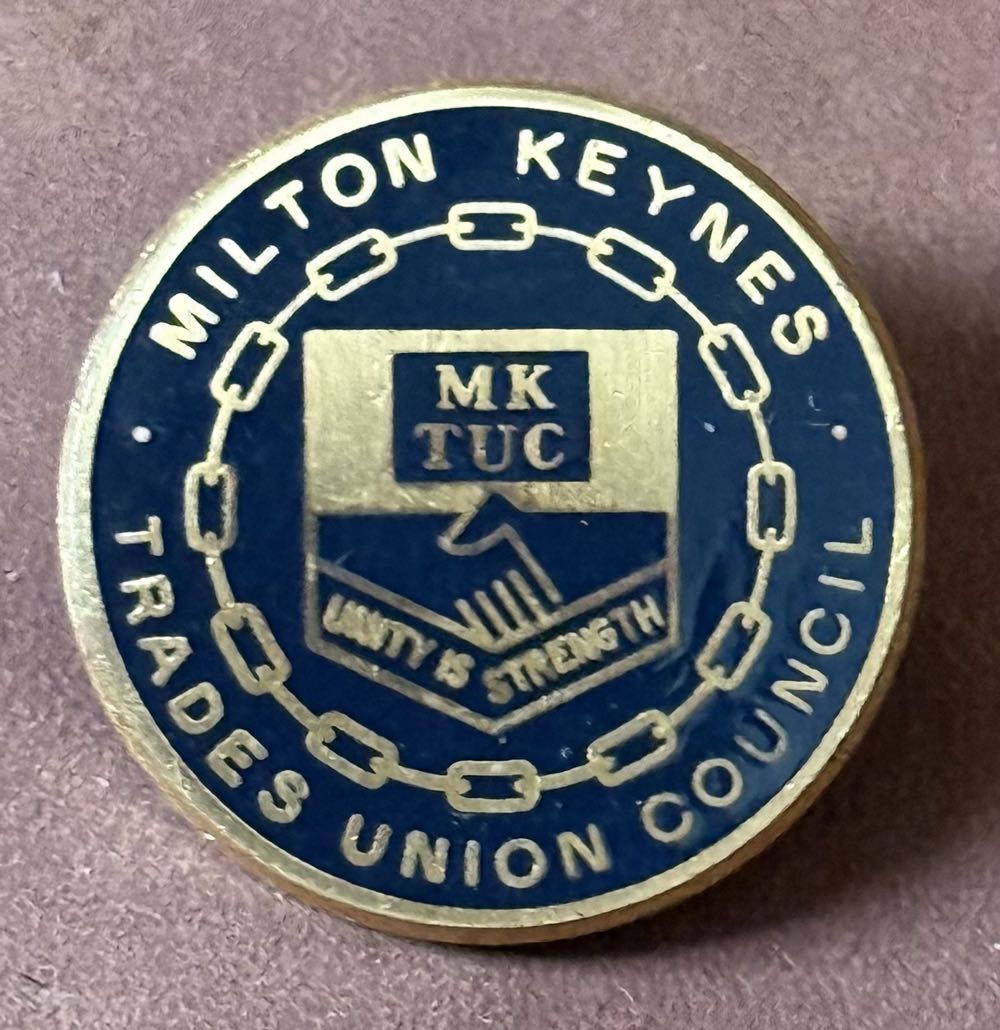 MILTON KEYNES
MK
TUC
UNITY IS STRENGTH
· TRADES UNION COUNCIL ·